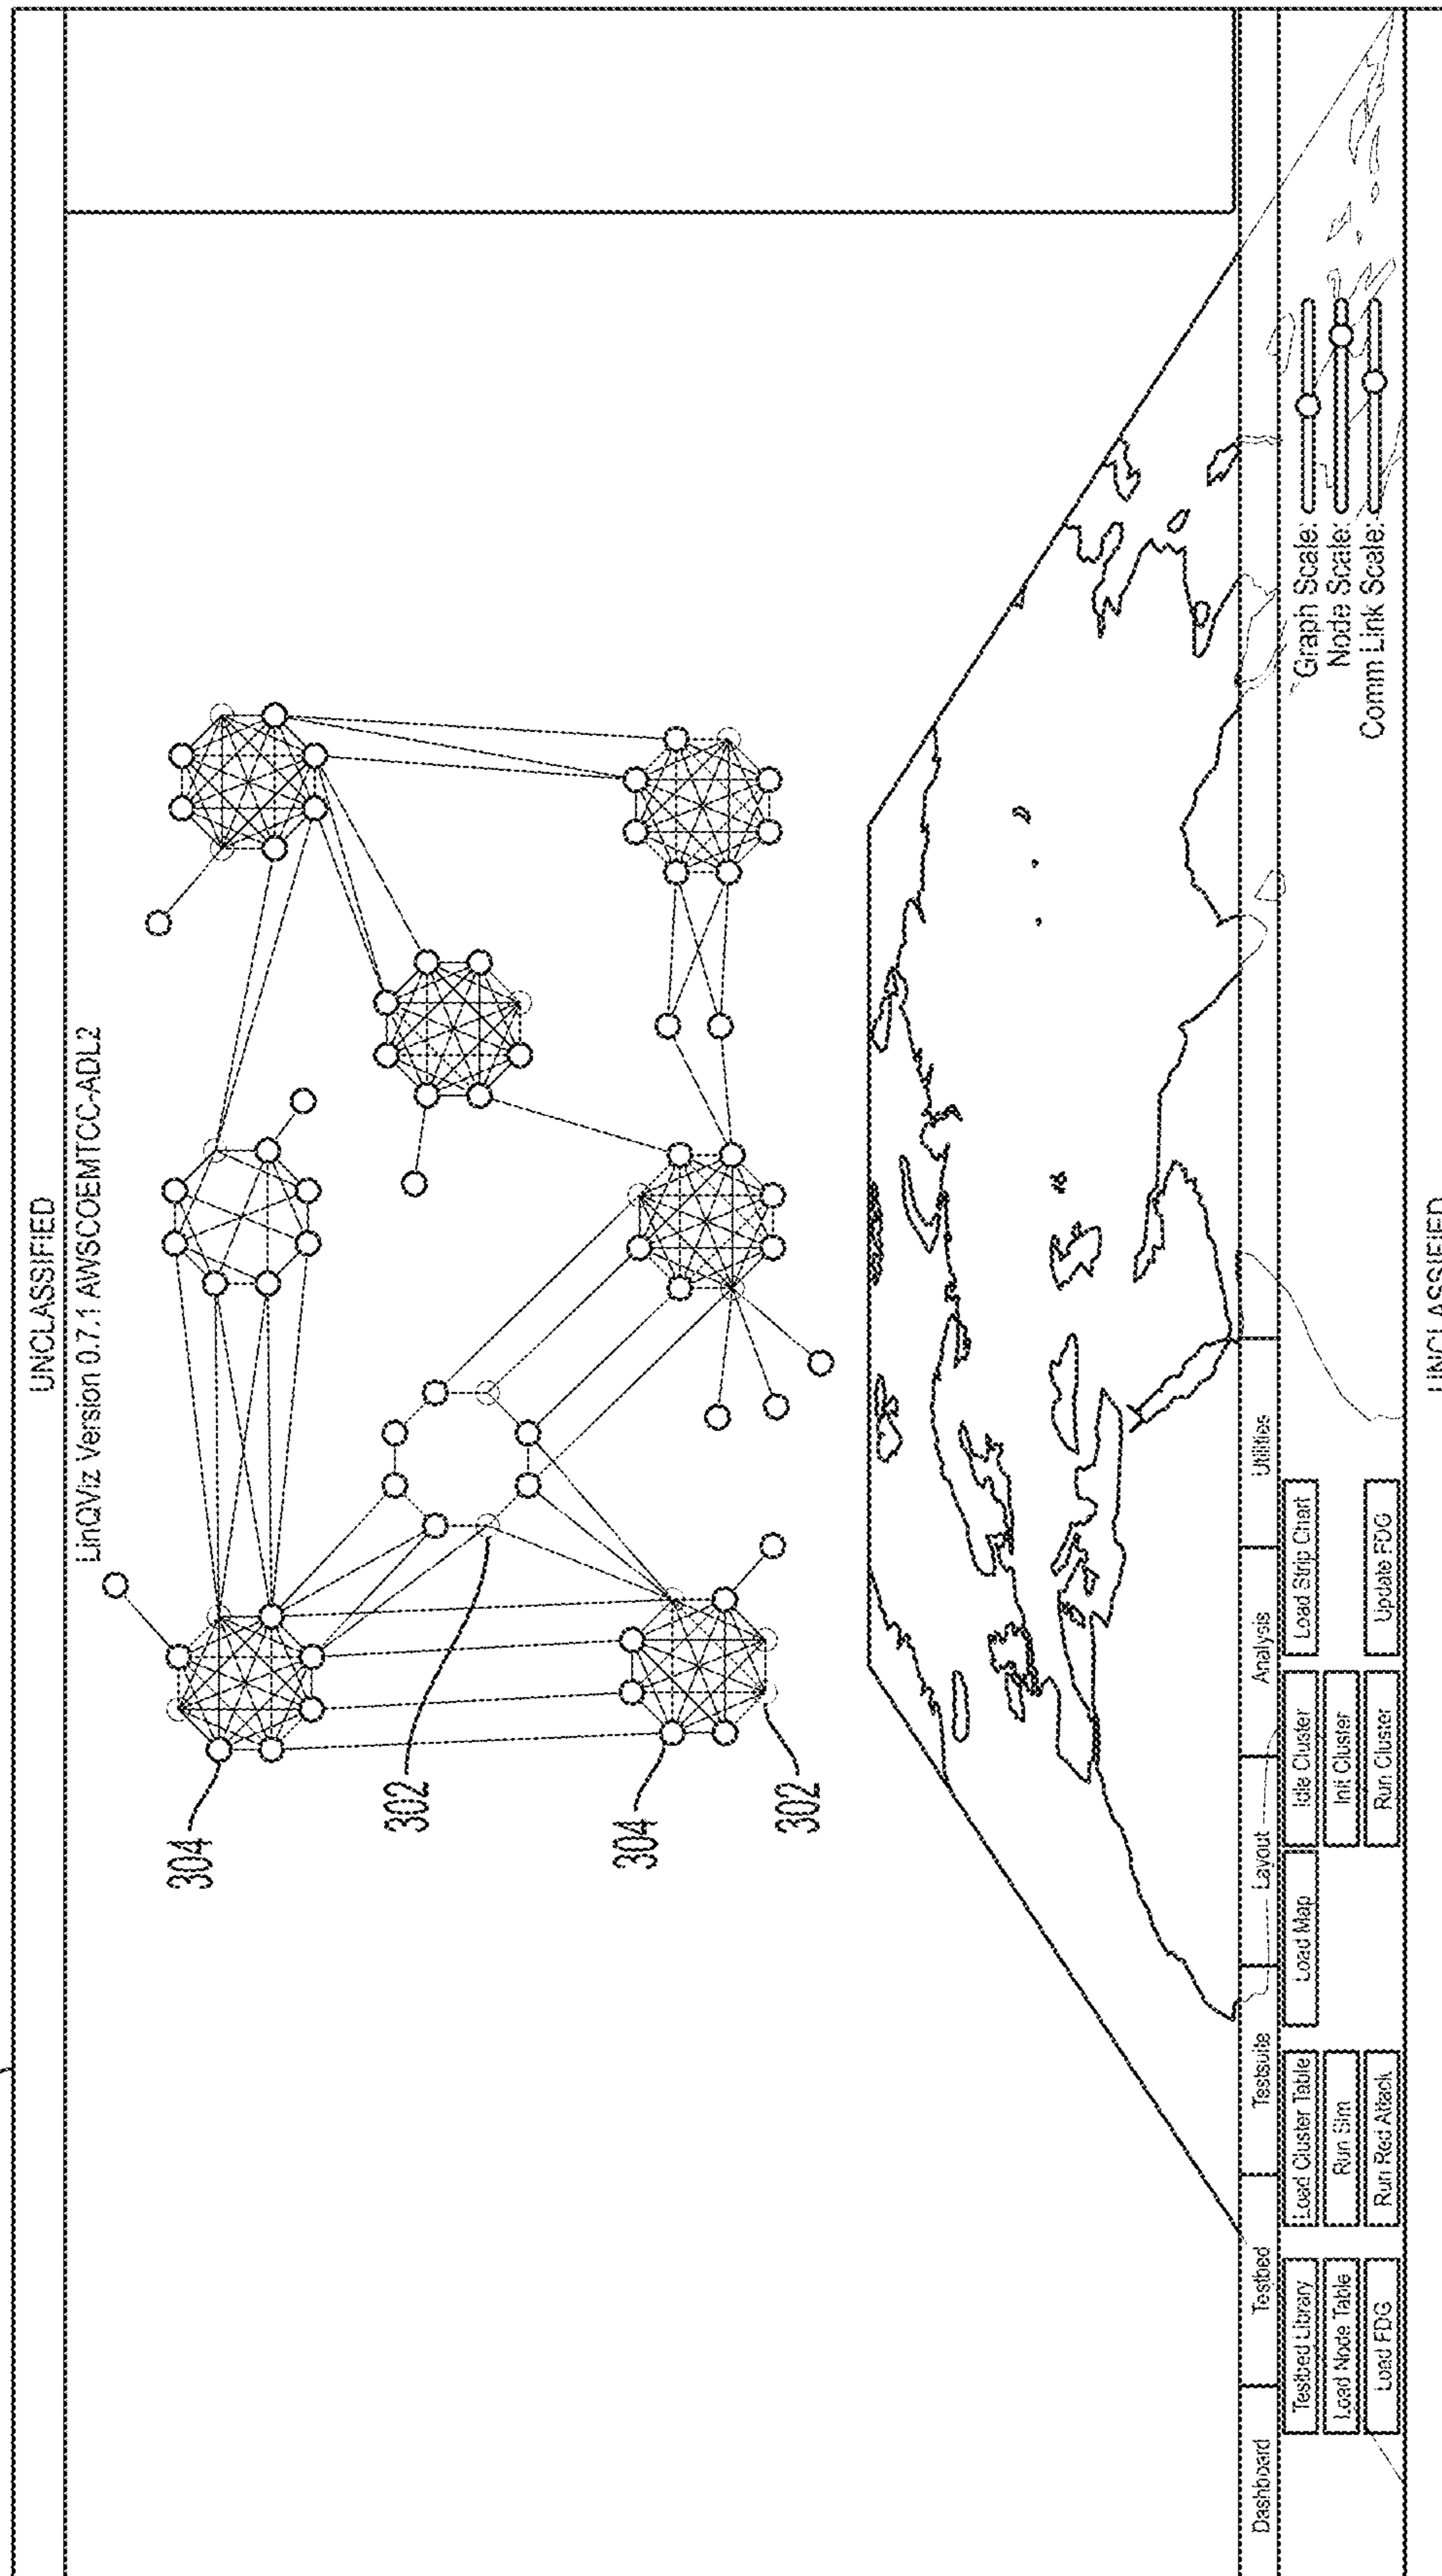 UNCLASSIFIED
LinQViz Version 0.7.1 AWSCOEMTCC-ADL2
304
302
304
302
Dashboard
Testbed
Testsuite
Layout
Analysis
Utilities
Testbed Library
Load Cluster Table
Load Map
Idle Cluster
Load Strip Chart
Graph Scale:
Load Node Table
Run Sim
Init Cluster
Node Scale:
Load FDG
Run Red Attack
Run Cluster
Update FDG
Comm Link Scale:
UNCLASSIFIED